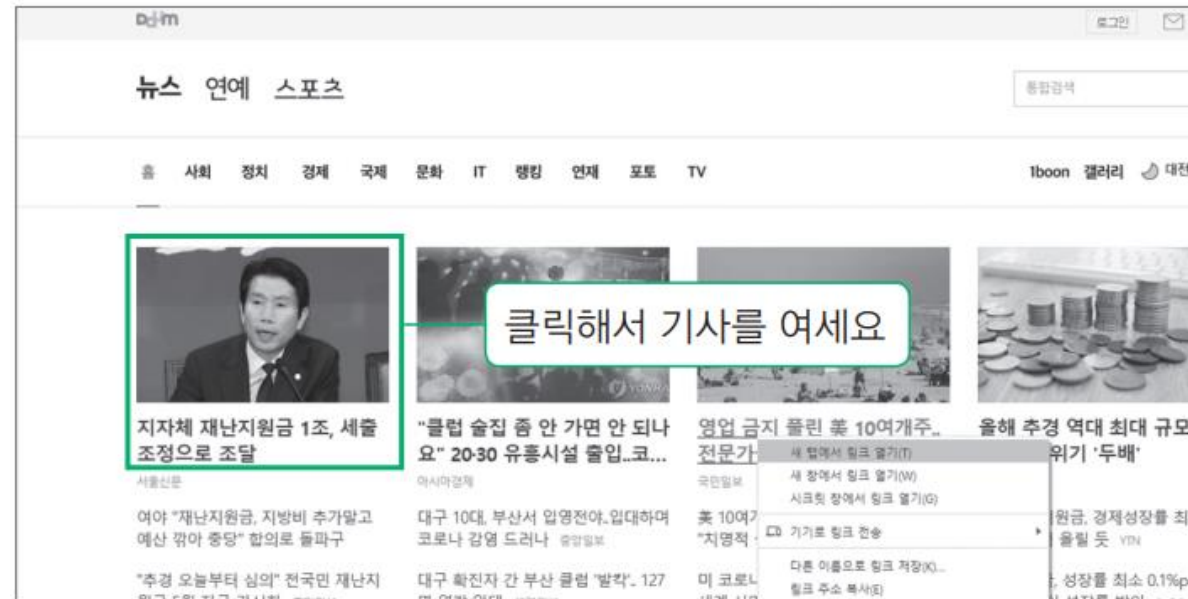 Daum
로그인
뉴스 연예 스포츠
통합검색
홈 사회 정치 경제 국제 문화 IT 랭킹 연재 포토 TV
1boon 갤러리 대전
클릭해서 기사를 여세요
지자체 재난지원금 1조, 세출
조정으로 조달
서울신문
여야 "재난지원금, 지방비 추가말고
예산 깎아 충당" 합의로 돌파구
"추경 오늘부터 심의" 전국민 재난지
"클럽 술집 좀 안 가면 안 되나
요" 20·30 유흥시설 출입..코...
아시아경제
대구 10대, 부산서 입영전야..입대하며
코로나 감염 드러나 중앙일보
대구 확진자 간 부산 클럽 '발칵'.. 127
영업 금지 풀린 美 10여개주..
전문가
국민일보
美 10여개
"치명적
미 코로나
새 탭에서 링크 열기(T)
새 창에서 링크 열기(W)
시크릿 창에서 링크 열기(G)
기기로 링크 전송
다른 이름으로 링크 저장(K)...
링크 주소 복사(E)
올해 추경 역대 최대 규모
위기 '두배'
원금, 경제성장률 최
올릴 듯 YTN
성장률 최소 0.1%p